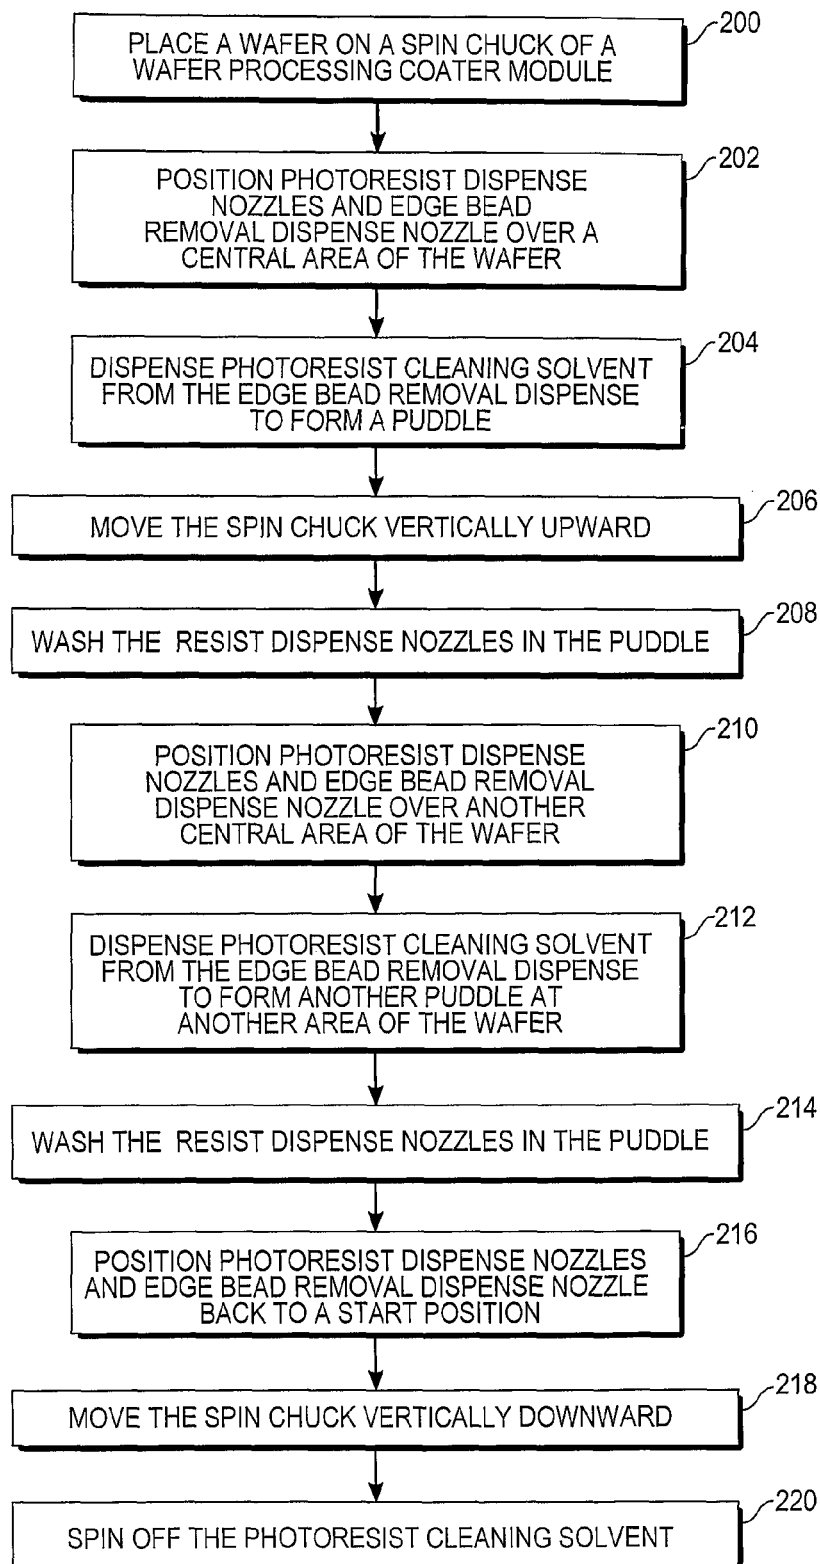 200
PLACE A WAFER ON A SPIN CHUCK OF A
WAFER PROCESSING COATER MODULE
202
POSITION PHOTORESIST DISPENSE
NOZZLES AND EDGE BEAD
REMOVAL DISPENSE NOZZLE OVER A
CENTRAL AREA OF THE WAFER
204
DISPENSE PHOTORESIST CLEANING SOLVENT
FROM THE EDGE BEAD REMOVAL DISPENSE
TO FORM A PUDDLE
206
MOVE THE SPIN CHUCK VERTICALLY UPWARD
208
WASH THE RESIST DISPENSE NOZZLES IN THE PUDDLE
210
POSITION PHOTORESIST DISPENSE
NOZZLES AND EDGE BEAD REMOVAL
DISPENSE NOZZLE OVER ANOTHER
CENTRAL AREA OF THE WAFER
212
DISPENSE PHOTORESIST CLEANING SOLVENT
FROM THE EDGE BEAD REMOVAL DISPENSE
TO FORM ANOTHER PUDDLE AT
ANOTHER AREA OF THE WAFER
214
WASH THE RESIST DISPENSE NOZZLES IN THE PUDDLE
216
POSITION PHOTORESIST DISPENSE NOZZLES
AND EDGE BEAD REMOVAL DISPENSE NOZZLE
BACK TO A START POSITION
218
MOVE THE SPIN CHUCK VERTICALLY DOWNWARD
220
SPIN OFF THE PHOTORESIST CLEANING SOLVENT